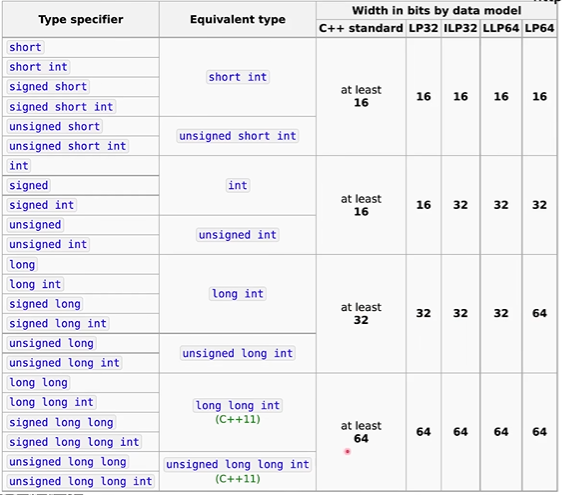 Type specifier
Equivalent type
Width in bits by data model
C++ standard LP32 ILP32 LLP64 LP64
short
short int
signed short
signed short int
short int
unsigned short
unsigned short int
unsigned short int
at least
16
16 16 16 16
int
signed
signed int
int
unsigned
unsigned int
unsigned int
at least
16
16 32 32 32
long
long int
signed long
signed long int
long int
unsigned long
unsigned long int
unsigned long int
at least
32
32 32 32 64
long long
long long int
signed long long
signed long long int
long long int
(C++11)
unsigned long long
unsigned long long int
unsigned long long int
(C++11)
at least
64
64 64 64 64